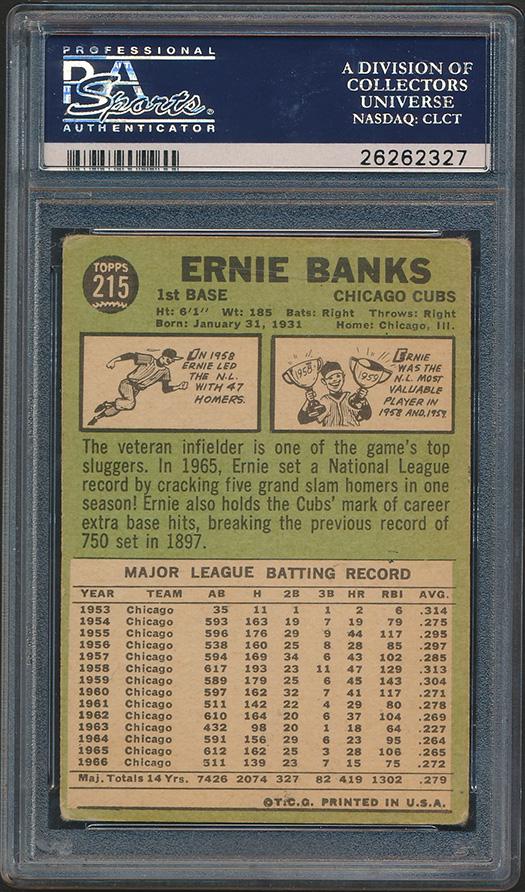 PROFESSIONAL
PSA
Sports
AUTHENTICATOR
A DIVISION OF
COLLECTORS
UNIVERSE
NASDAQ: CLCT
26262327
TOPPS
215
ERNIE BANKS
1st BASE CHICAGO CUBS
Ht: 6'1" Wt: 185 Bats: Right Throws: Right
Born: January 31, 1931 Home: Chicago, Ill.
IN 1958
ERNIE LED
THE N.L.
WITH 47
HOMERS.
1958
1959
ERNIE
WAS THE
N.L. MOST
VALUABLE
PLAYER IN
1958 AND, 1959.
The veteran infielder is one of the game's top
sluggers. In 1965, Ernie set a National League
record by cracking five grand slam homers in one
season! Ernie also holds the Cubs' mark of career
extra base hits, breaking the previous record of
750 set in 1897.
MAJOR LEAGUE BATTING RECORD
YEAR TEAM AB H 2B 3B HR RBI AVG.
1953 Chicago 35 11 1 1 2 6 .314
1954 Chicago 593 163 19 7 19 79 .275
1955 Chicago 596 176 29 9 44 117 .295
1956 Chicago 538 160 25 8 28 85 .297
1957 Chicago 594 169 34 6 43 102 .285
1958 Chicago 617 193 23 11 47 129 .313
1959 Chicago 589 179 25 6 45 143 .304
1960 Chicago 597 162 32 7 41 117 .271
1961 Chicago 511 142 22 4 29 80 .278
1962 Chicago 610 164 20 6 37 104 .269
1963 Chicago 432 98 20 1 18 64 .227
1964 Chicago 591 156 29 6 23 95 .264
1965 Chicago 612 162 25 3 28 106 .265
1966 Chicago 511 139 23 7 15 75 .272
Maj. Totals 14 Yrs. 7426 2074 327 82 419 1302 .279
©T.C.G. PRINTED IN U.S.A.